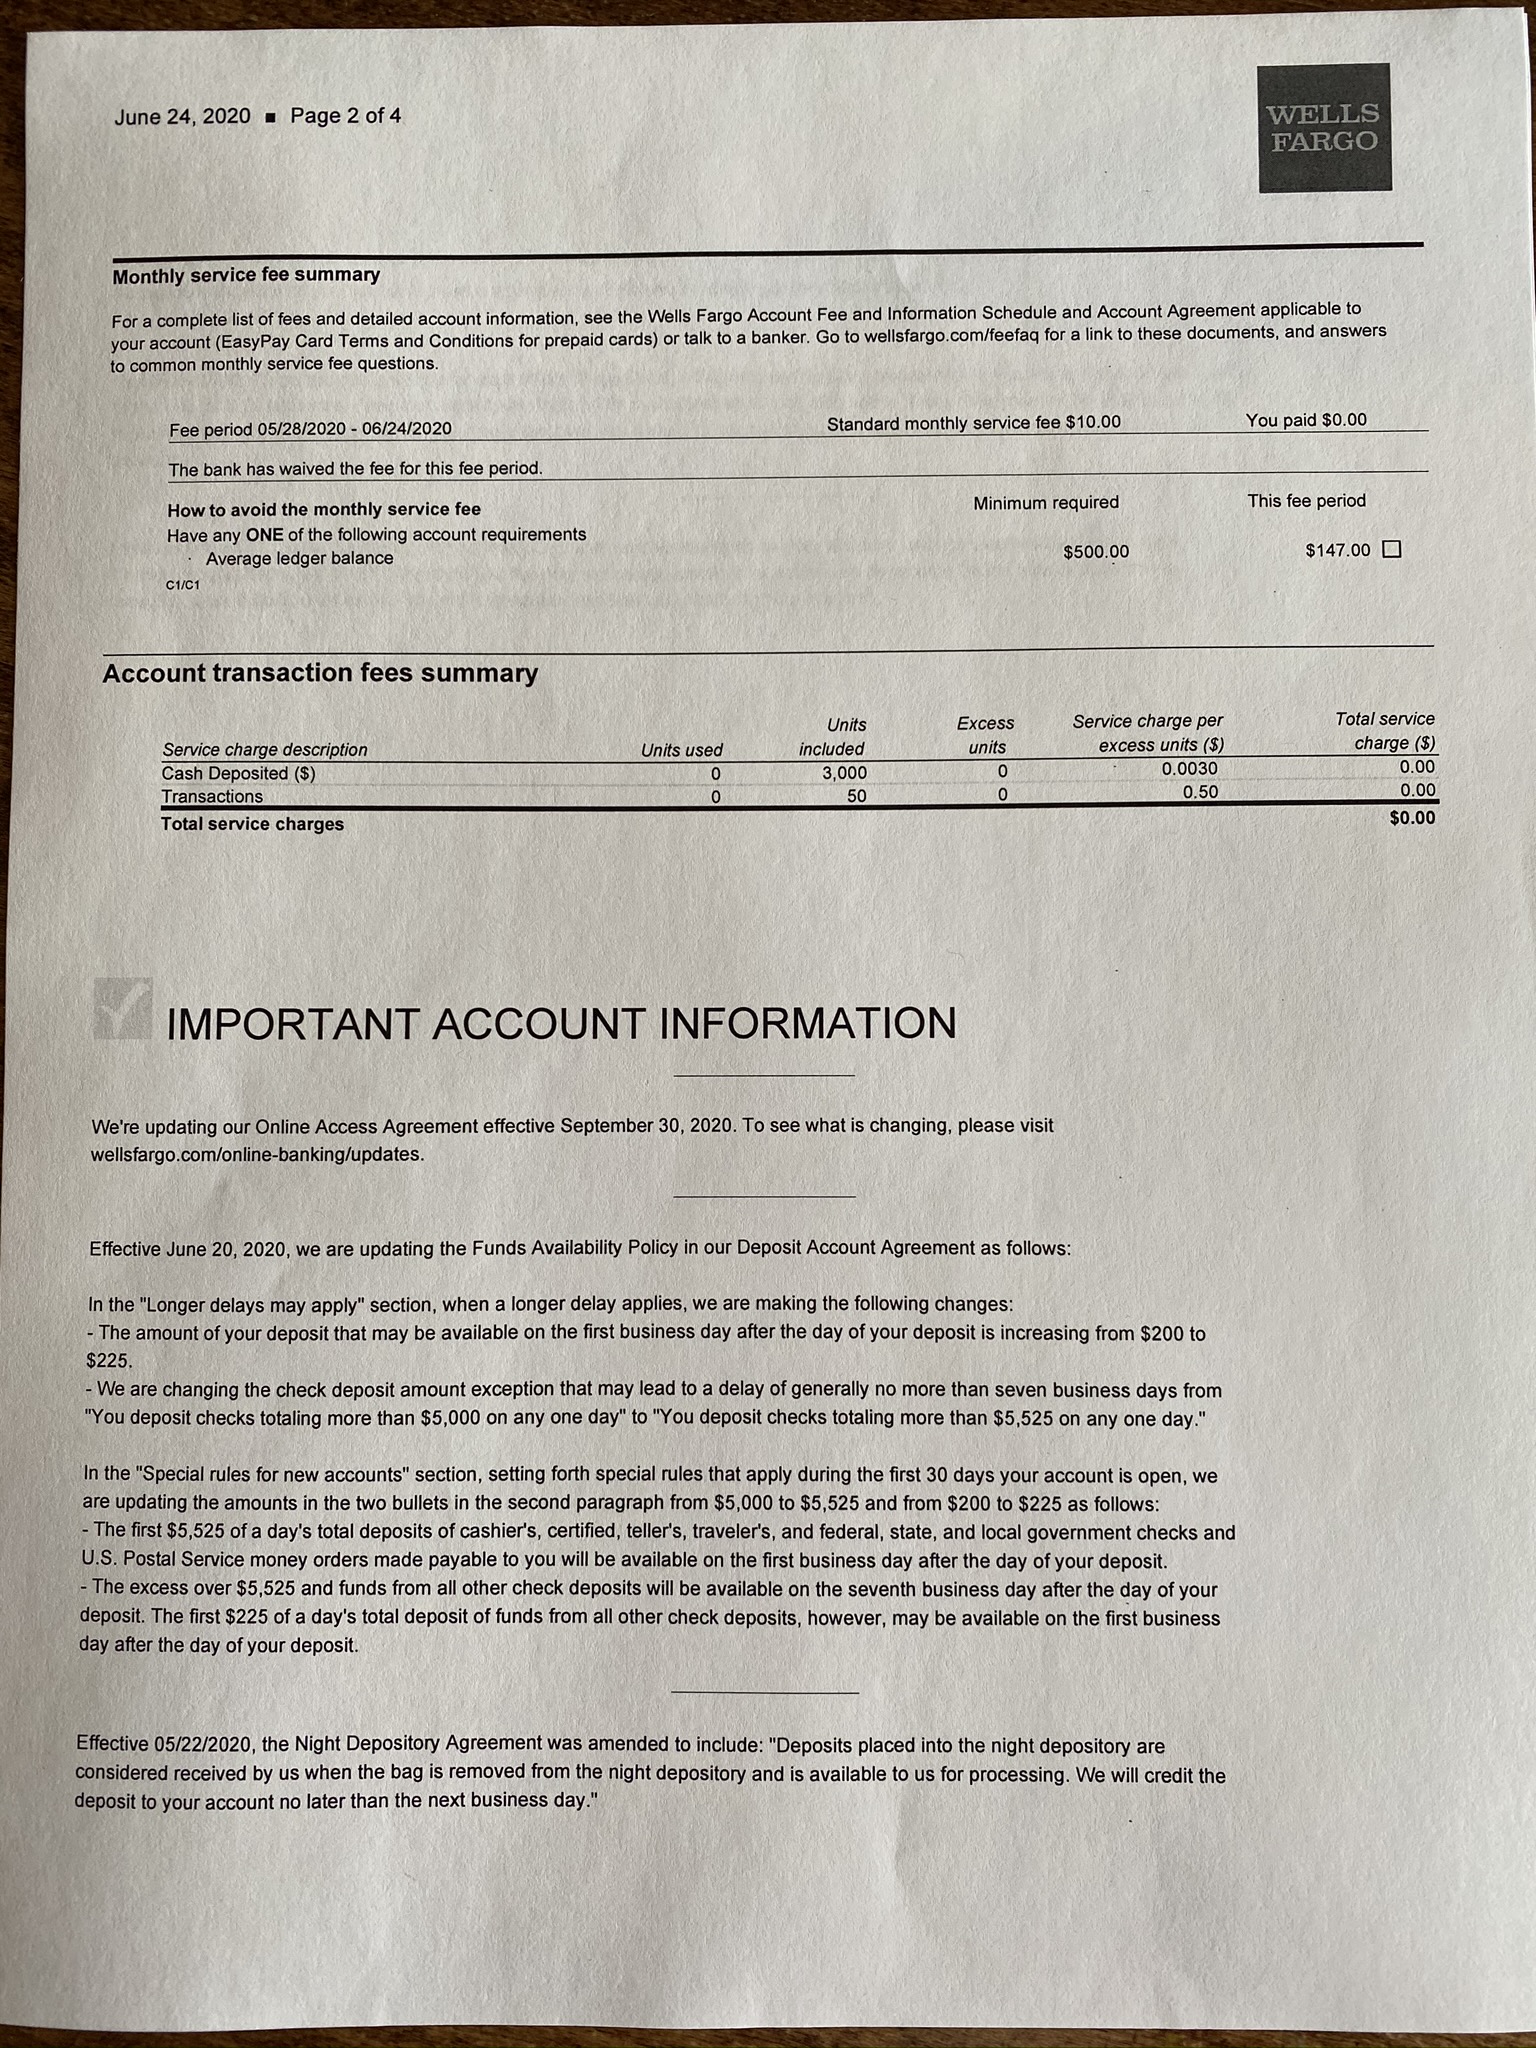 June 24, 2020 ■ Page 2 of 4
WELLS
FARGO
Monthly service fee summary
For a complete list of fees and detailed account information, see the Wells Fargo Account Fee and Information Schedule and Account Agreement applicable to
your account (EasyPay Card Terms and Conditions for prepaid cards) or talk to a banker. Go to wellsfargo.com/feefaq for a link to these documents, and answers
to common monthly service fee questions.
Fee period 05/28/2020 - 06/24/2020 Standard monthly service fee $10.00 You paid $0.00
The bank has waived the fee for this fee period.
How to avoid the monthly service fee Minimum required This fee period
Have any ONE of the following account requirements
· Average ledger balance $500.00 $147.00 ☐
C1/C1
Account transaction fees summary
Units Excess Service charge per Total service
Service charge description Units used included units excess units ($) charge ($)
Cash Deposited ($) 0 3,000 0 0.0030 0.00
Transactions 0 50 0 0.50 0.00
Total service charges $0.00
IMPORTANT ACCOUNT INFORMATION
We're updating our Online Access Agreement effective September 30, 2020. To see what is changing, please visit
wellsfargo.com/online-banking/updates.
Effective June 20, 2020, we are updating the Funds Availability Policy in our Deposit Account Agreement as follows:
In the "Longer delays may apply" section, when a longer delay applies, we are making the following changes:
- The amount of your deposit that may be available on the first business day after the day of your deposit is increasing from $200 to
$225.
- We are changing the check deposit amount exception that may lead to a delay of generally no more than seven business days from
"You deposit checks totaling more than $5,000 on any one day" to "You deposit checks totaling more than $5,525 on any one day."
In the "Special rules for new accounts" section, setting forth special rules that apply during the first 30 days your account is open, we
are updating the amounts in the two bullets in the second paragraph from $5,000 to $5,525 and from $200 to $225 as follows:
- The first $5,525 of a day's total deposits of cashier's, certified, teller's, traveler's, and federal, state, and local government checks and
U.S. Postal Service money orders made payable to you will be available on the first business day after the day of your deposit.
- The excess over $5,525 and funds from all other check deposits will be available on the seventh business day after the day of your
deposit. The first $225 of a day's total deposit of funds from all other check deposits, however, may be available on the first business
day after the day of your deposit.
Effective 05/22/2020, the Night Depository Agreement was amended to include: "Deposits placed into the night depository are
considered received by us when the bag is removed from the night depository and is available to us for processing. We will credit the
deposit to your account no later than the next business day."